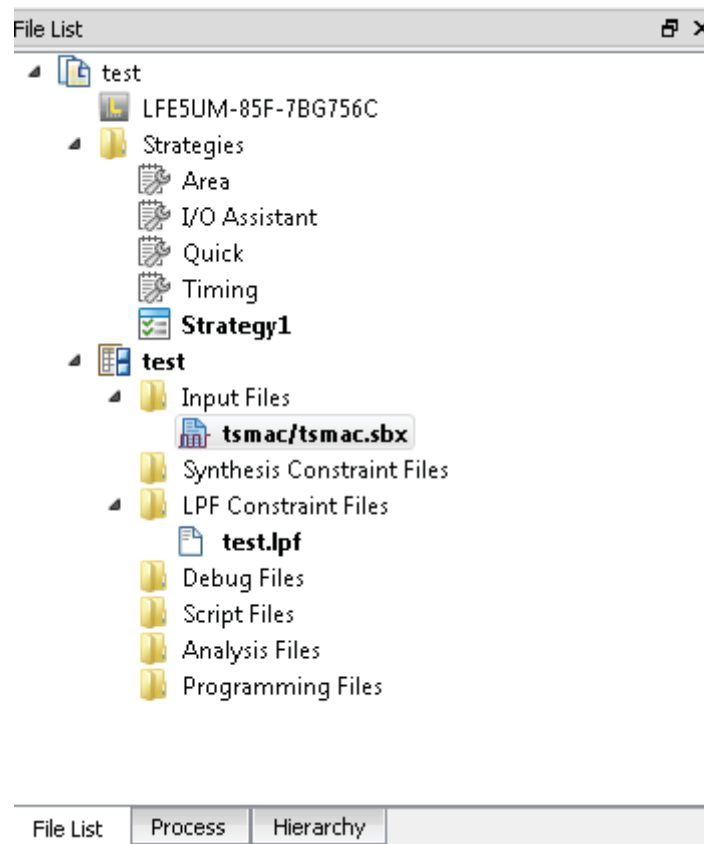 File List
test
LFE5UM-85F-7BG756C
Strategies
Area
I/O Assistant
Quick
Timing
Strategy1
test
Input Files
tsmac/tsmac.sbx
Synthesis Constraint Files
LPF Constraint Files
test.lpf
Debug Files
Script Files
Analysis Files
Programming Files
File List Process Hierarchy